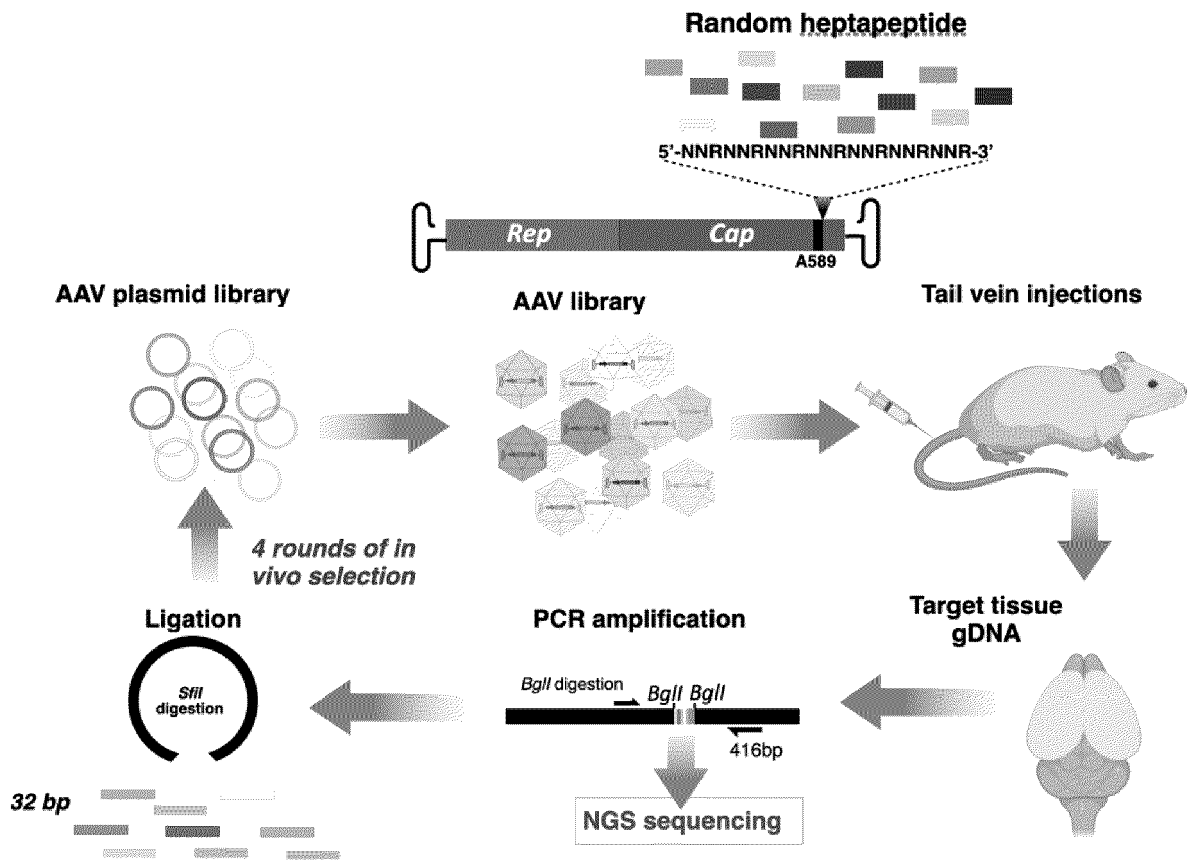 Random heptapeptide
5'-NNRNNRNNRNNRNNRNNRNNR-3'
Rep
Cap
A589
AAV plasmid library
AAV library
Tail vein injections
4 rounds of in
vivo selection
Ligation
SfiI
digestion
32 bp
PCR amplification
BglI digestion
BglI BglI
416bp
NGS sequencing
Target tissue
gDNA